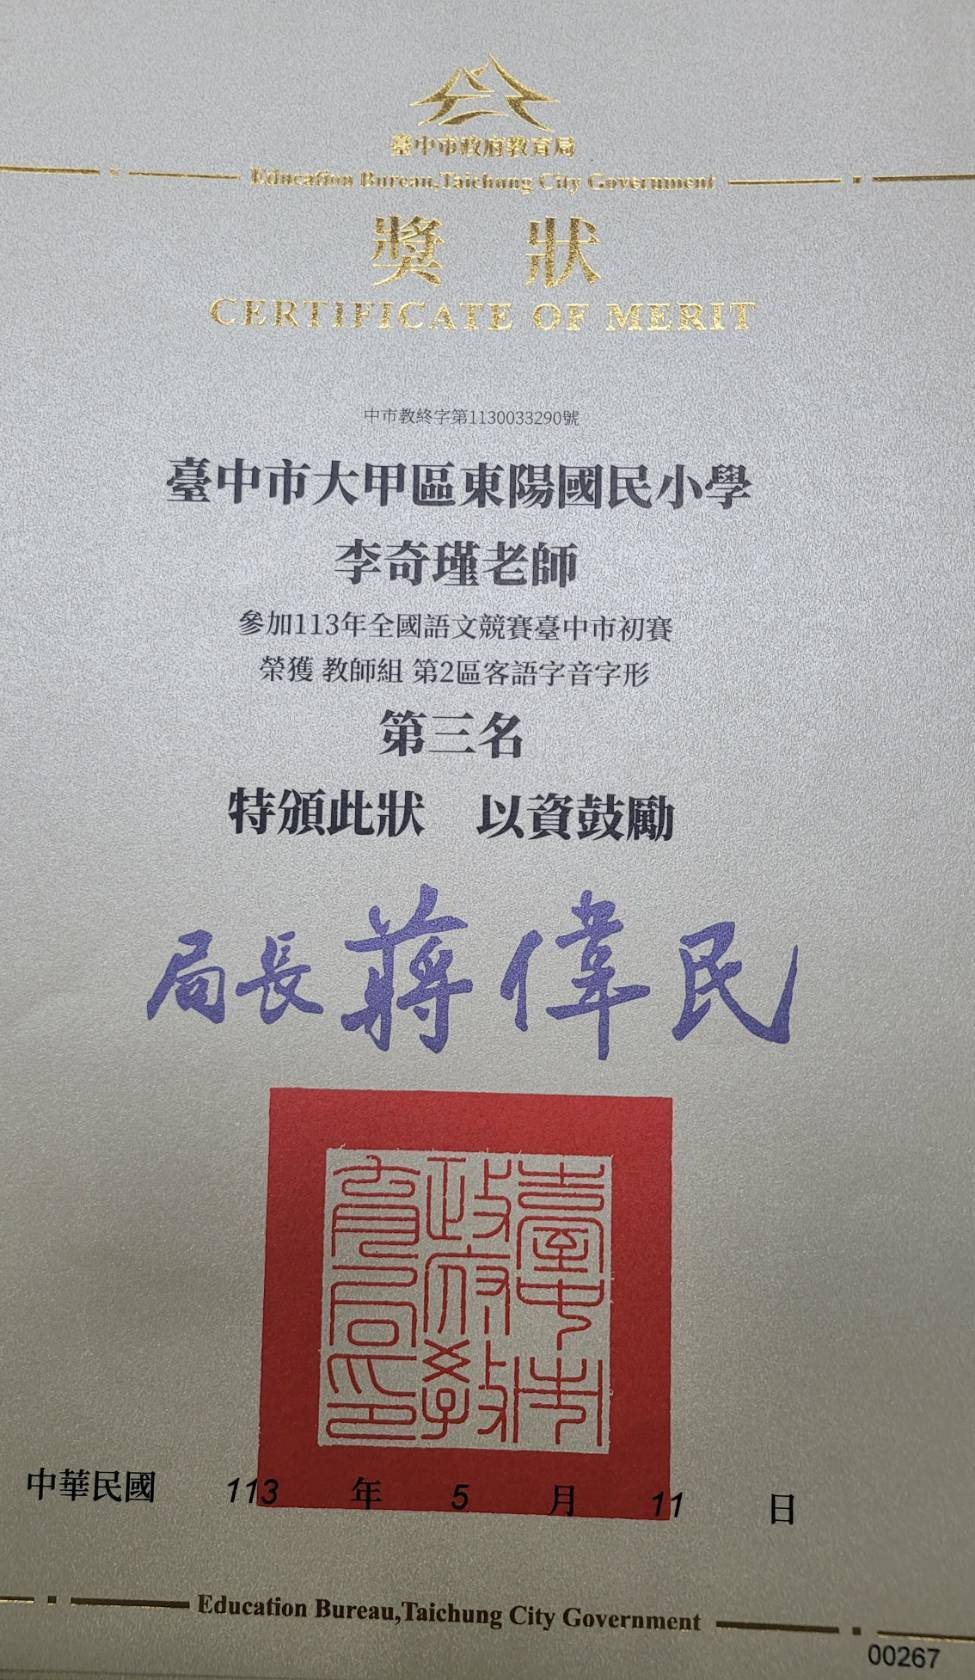 臺中市政府教育局
Education Bureau,Taichung City Government
獎 狀
CERTIFICATE OF MERIT
中市教終字第1130033290號
臺中市大甲區東陽國民小學
李奇瑾老師
參加113年全國語文競賽臺中市初賽
榮獲 教師組 第2區客語字音字形
第三名
特頒此狀 以資鼓勵
局長 蔣偉民
臺中市政府教育局印
中華民國 113 年 5 月 11 日
Education Bureau,Taichung City Government
00267